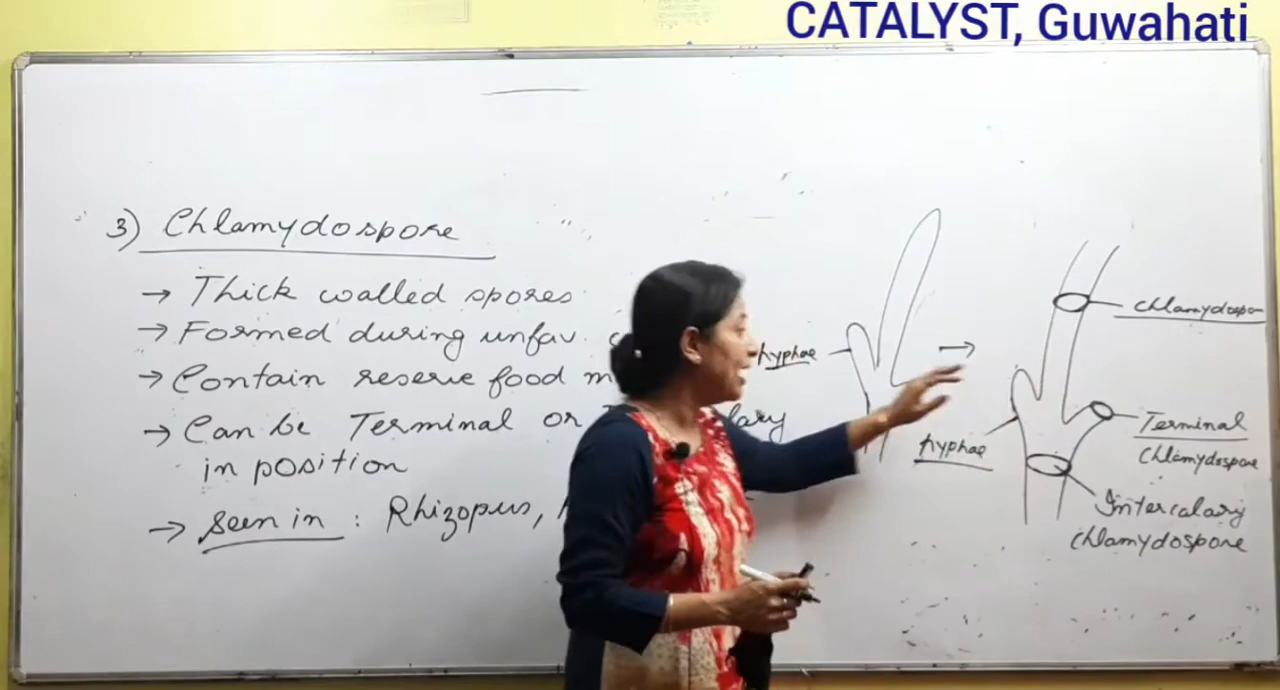 CATALYST, Guwahati
3) Chlamydospore
→ Thick walled spores
→ Formed during unfav.
→ Contain reserve food
→ Can be Terminal or
in position
→ Seen in : Rhizopus,
hyphae
→
chlamydospor
hyphae
Terminal
Chlamydospore
Intercalary
chlamydospore